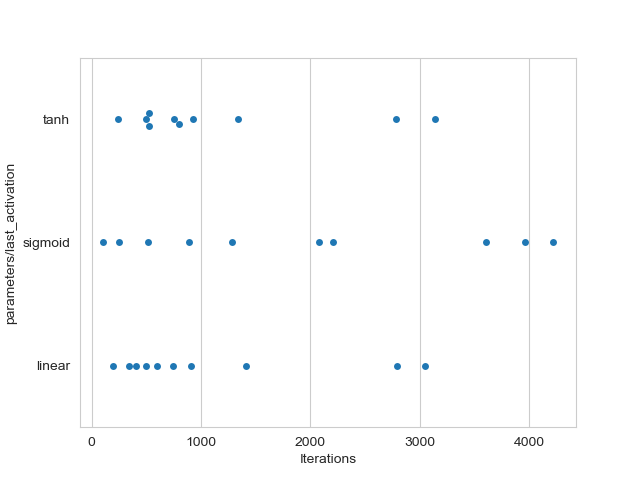 tanh
sigmoid
linear
parameters/last_activation
0 1000 2000 3000 4000
Iterations